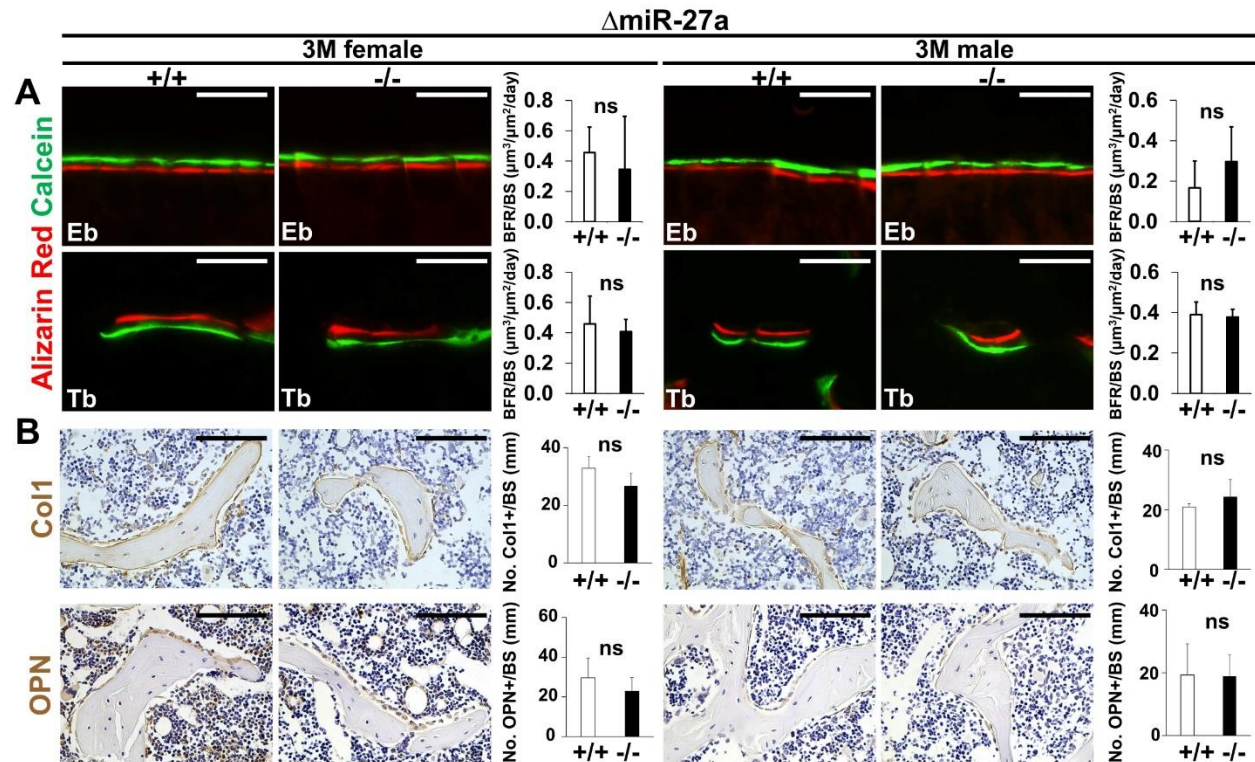 ΔmiR-27a
3M female
3M male
+/+
-/-
+/+
-/-
A
Alizarin Red Calcein
Eb
Eb
BFR/BS (µm³/µm²/day)
0.8
0.6
0.4
0.2
0.0
ns
+/+
-/-
Eb
Eb
BFR/BS (µm³/µm²/day)
0.8
0.6
0.3
0.2
0.0
ns
+/+
-/-
Tb
Tb
BFR/BS (µm³/µm²/day)
0.8
0.6
0.4
0.2
0.0
ns
+/+
-/-
Tb
Tb
BFR/BS (µm³/µm²/day)
0.8
0.6
0.4
0.2
0.0
ns
+/+
-/-
B
Col1
No. Col1+/BS (mm)
40
20
0
ns
+/+
-/-
No. Col1+/BS (mm)
40
20
0
ns
+/+
-/-
OPN
No. OPN+/BS (mm)
60
40
20
0
ns
+/+
-/-
No. OPN+/BS (mm)
40
20
0
ns
+/+
-/-